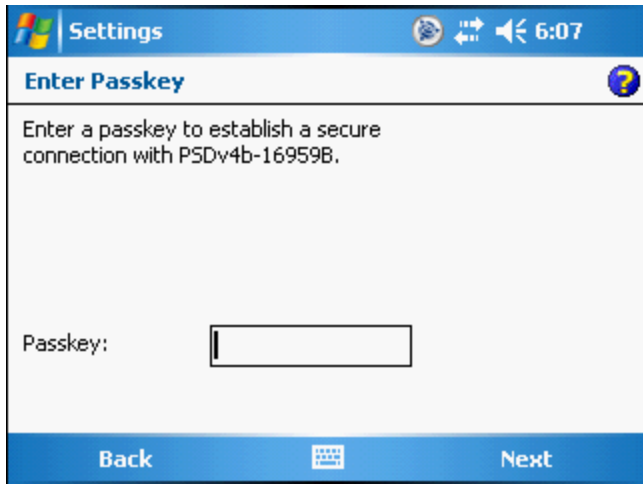 Settings 6:07
Enter Passkey
Enter a passkey to establish a secure
connection with PSDv4b-16959B.
Passkey:
Back Next